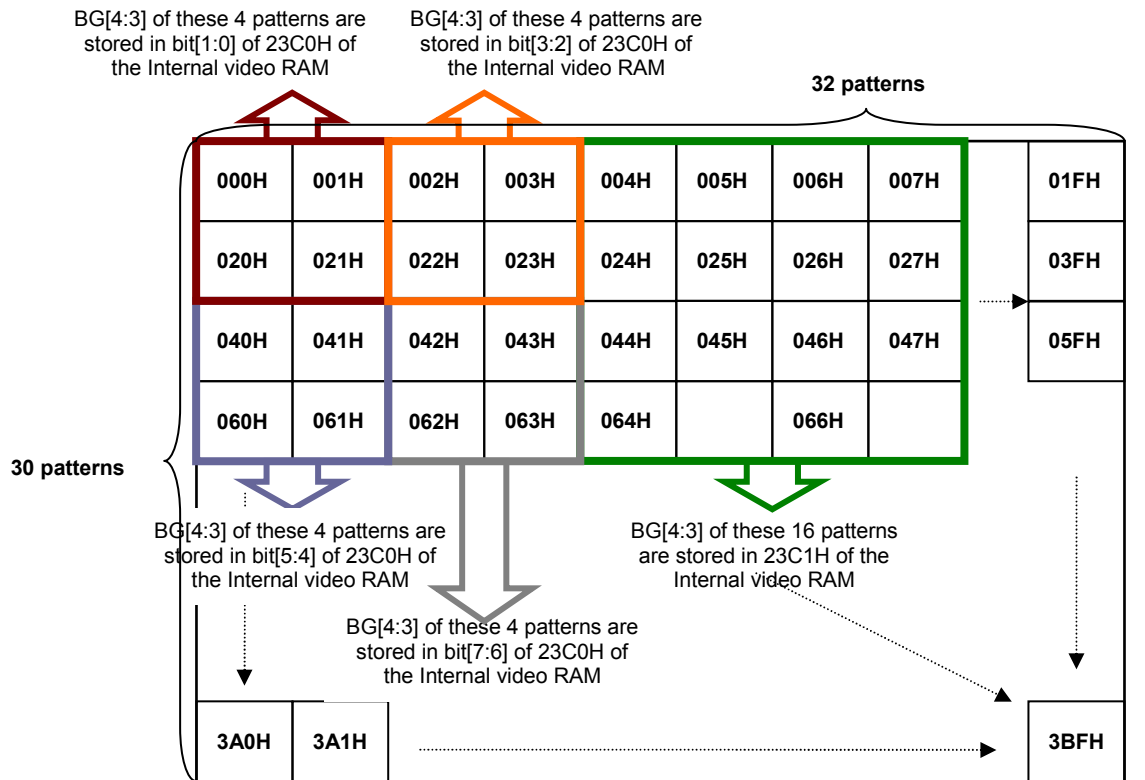 BG[4:3] of these 4 patterns are
stored in bit[1:0] of 23C0H of
the Internal video RAM
BG[4:3] of these 4 patterns are
stored in bit[3:2] of 23C0H of
the Internal video RAM
32 patterns
000H 001H 002H 003H 004H 005H 006H 007H 01FH
020H 021H 022H 023H 024H 025H 026H 027H 03FH
040H 041H 042H 043H 044H 045H 046H 047H 05FH
060H 061H 062H 063H 064H 066H
30 patterns
BG[4:3] of these 4 patterns are
stored in bit[5:4] of 23C0H of
the Internal video RAM
BG[4:3] of these 16 patterns
are stored in 23C1H of the
Internal video RAM
BG[4:3] of these 4 patterns are
stored in bit[7:6] of 23C0H of
the Internal video RAM
3A0H 3A1H 3BFH